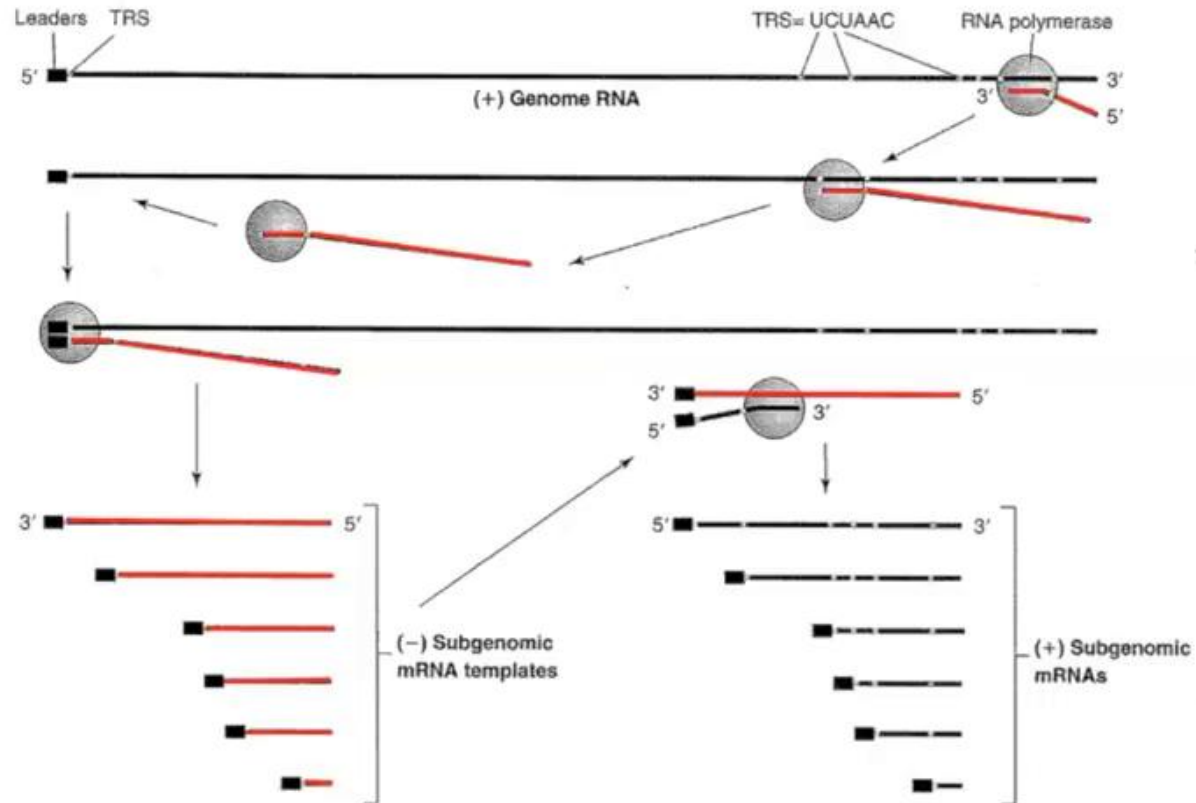 Leaders TRS
TRS= UCUAAC
RNA polymerase
5′
3′
(+) Genome RNA
3′
5′
3′
5′
5′
3′
3′
5′
5′
3′
(−) Subgenomic
mRNA templates
(+) Subgenomic
mRNAs